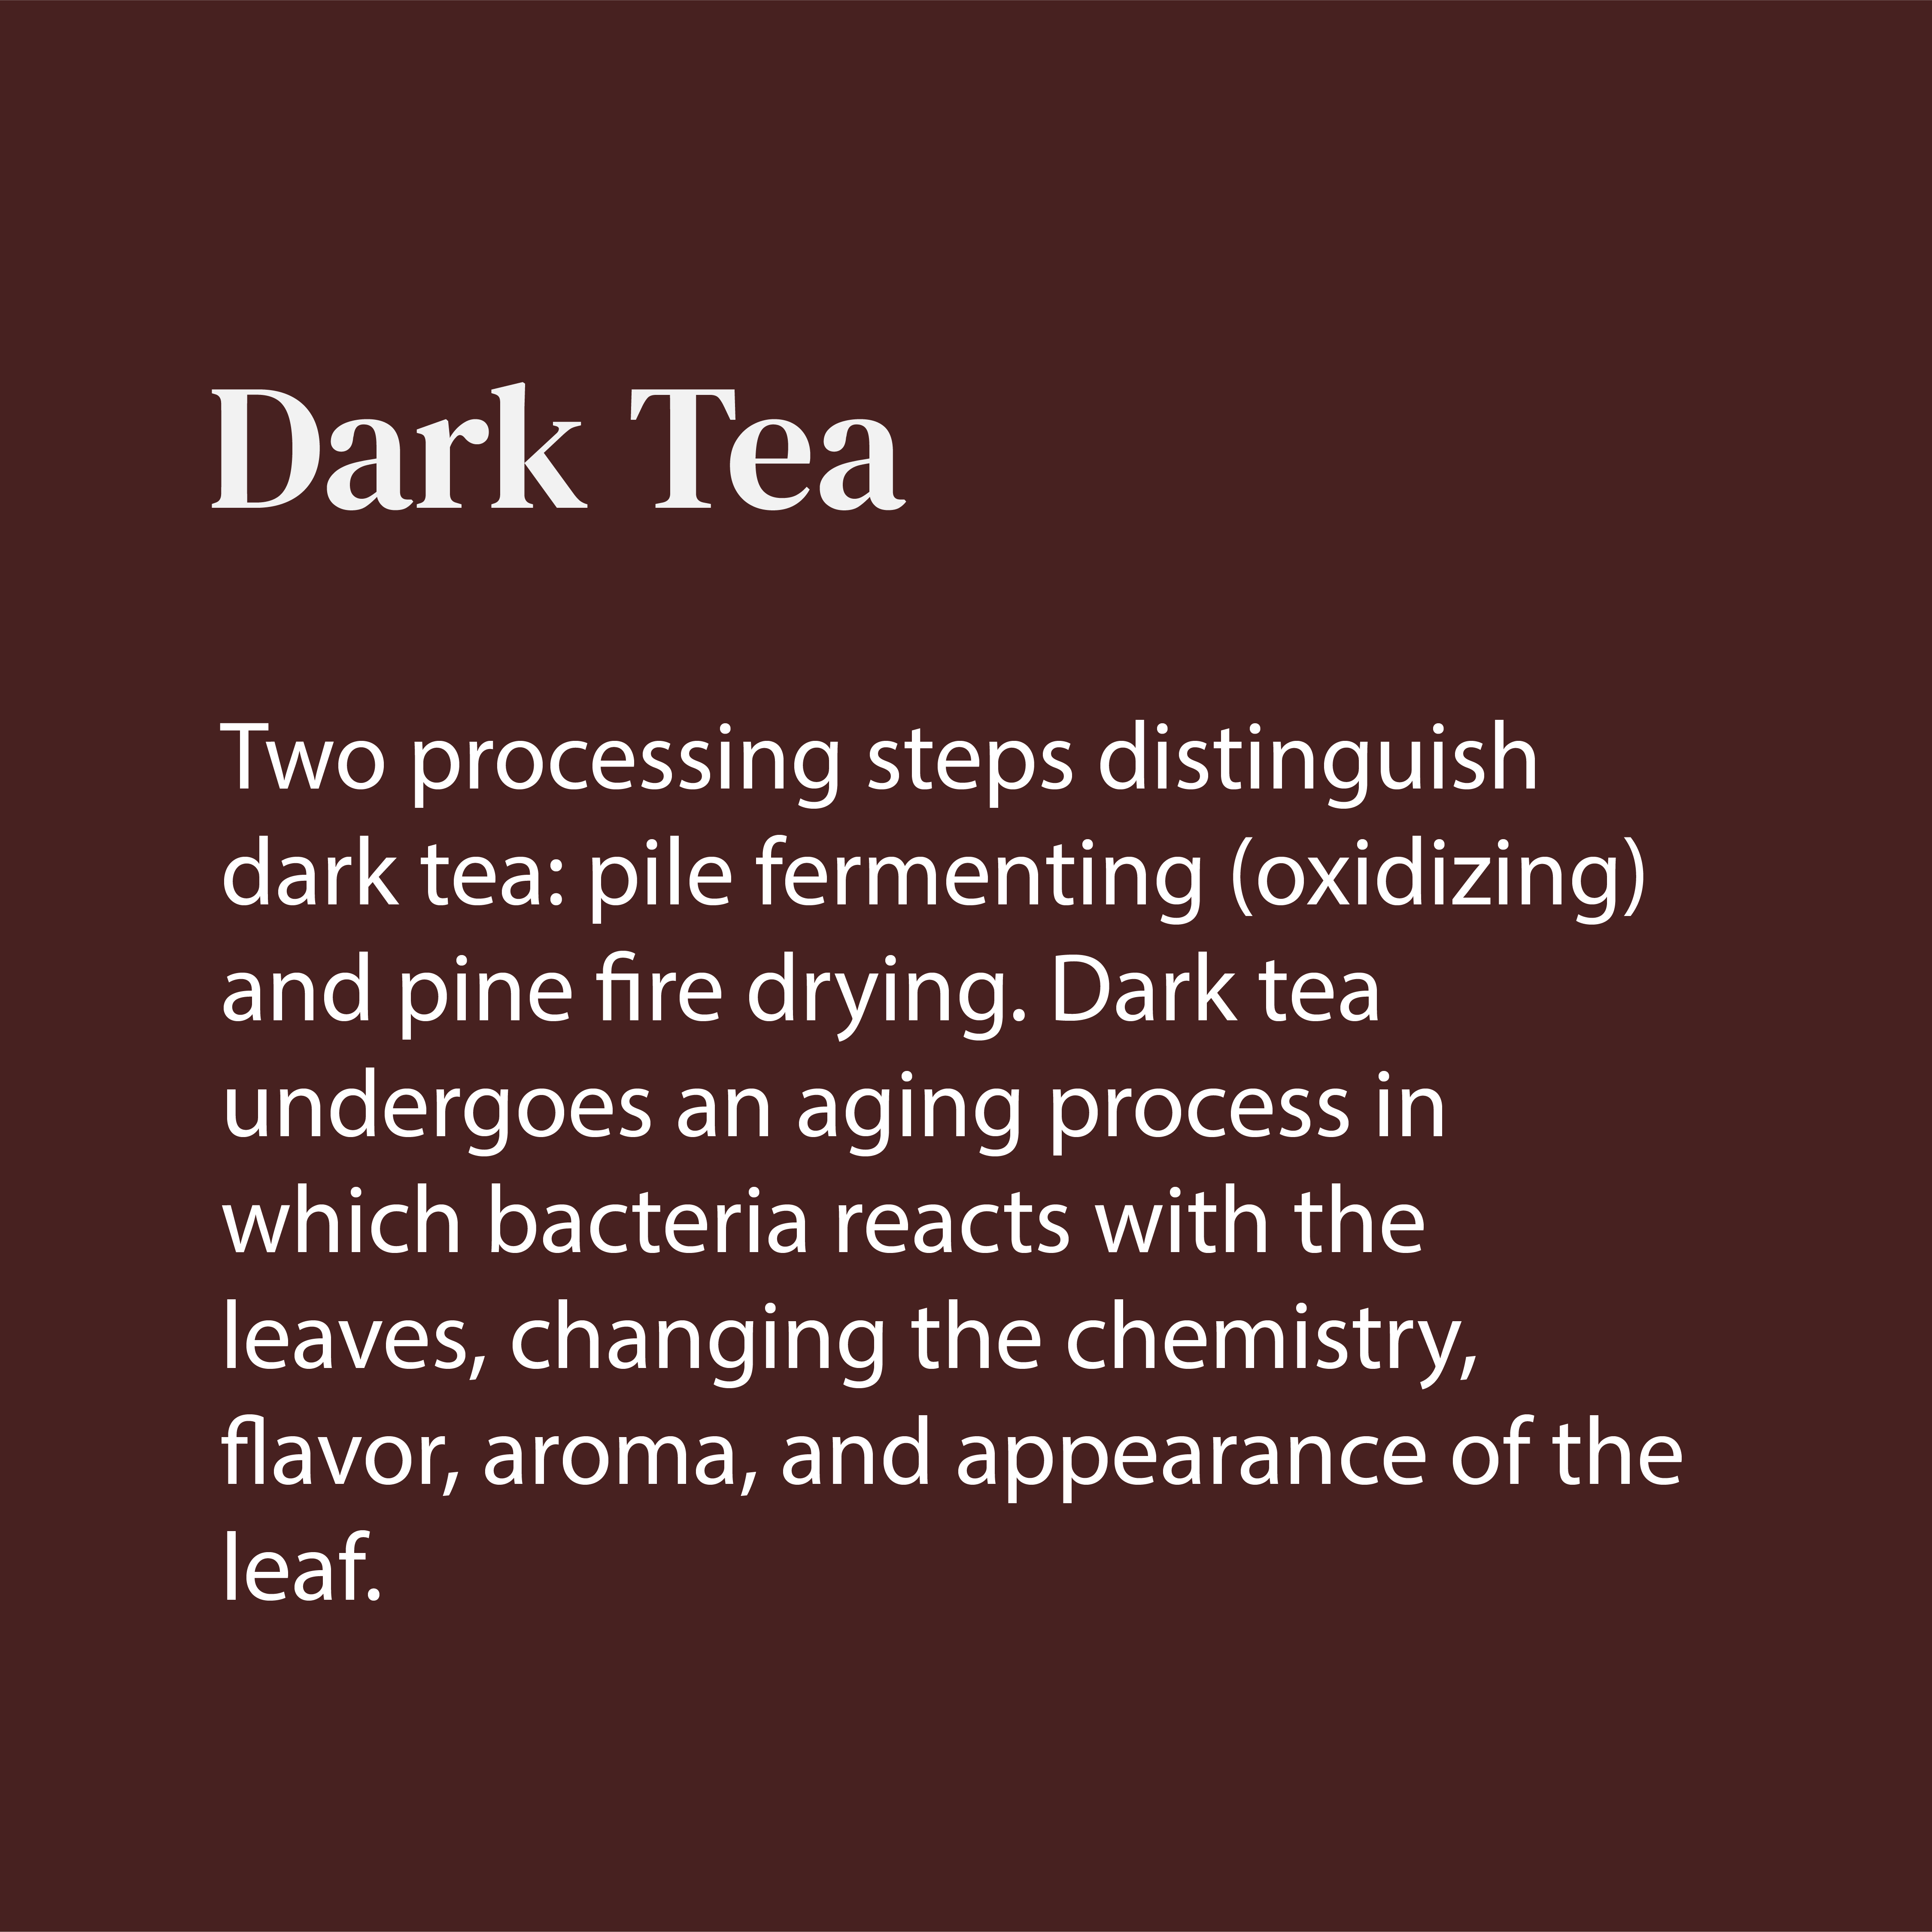 Dark Tea
Two processing steps distinguish
dark tea: pile fermenting (oxidizing)
and pine fire drying. Dark tea
undergoes an aging process in
which bacteria reacts with the
leaves, changing the chemistry,
flavor, aroma, and appearance of the
leaf.